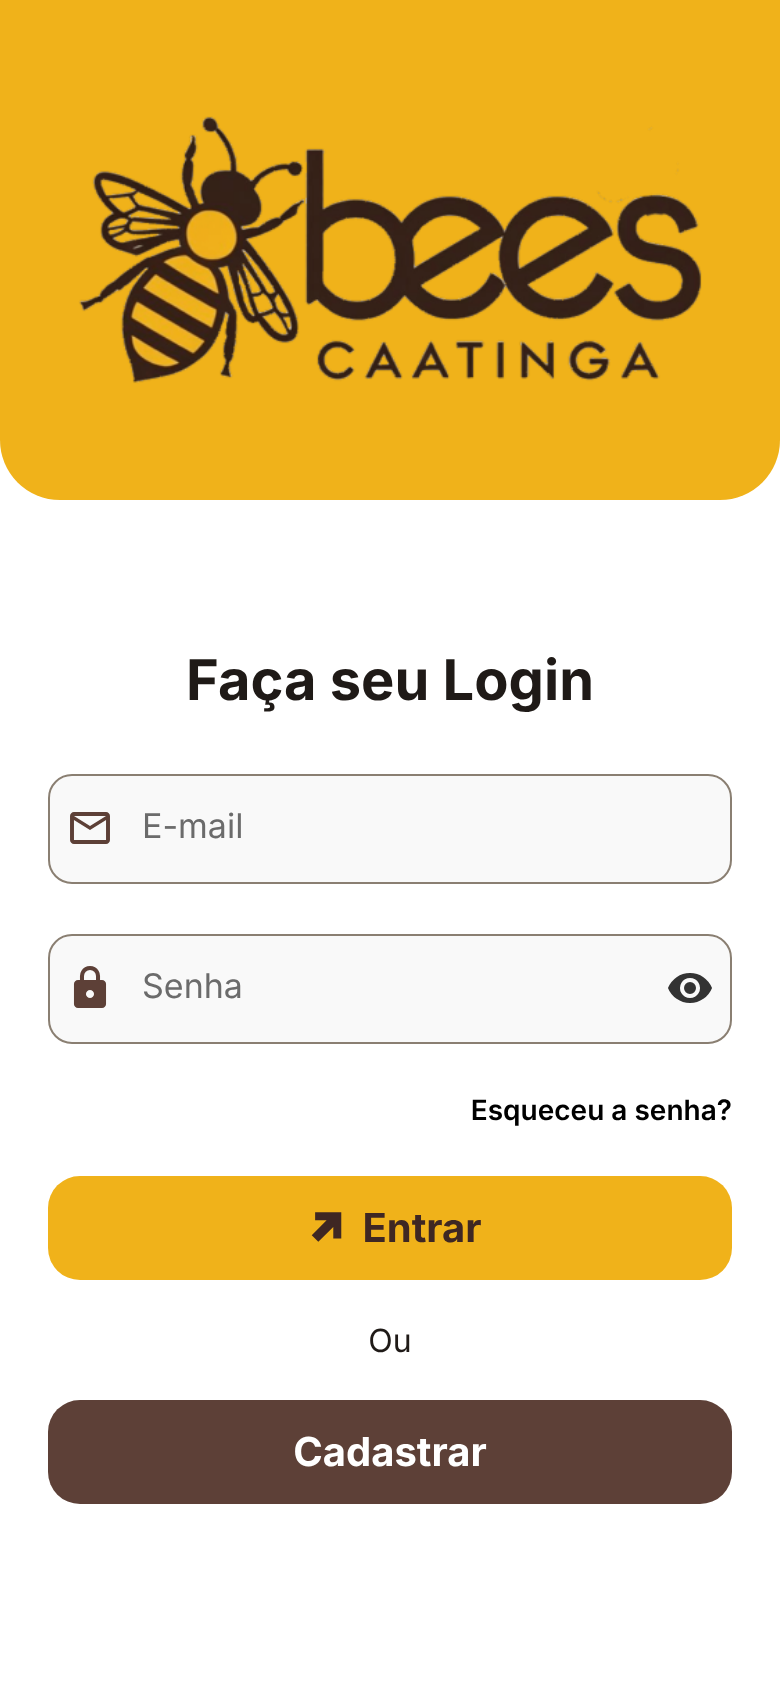 bees
CAATINGA
Faça seu Login
E-mail
Senha
Esqueceu a senha?
Entrar
Ou
Cadastrar